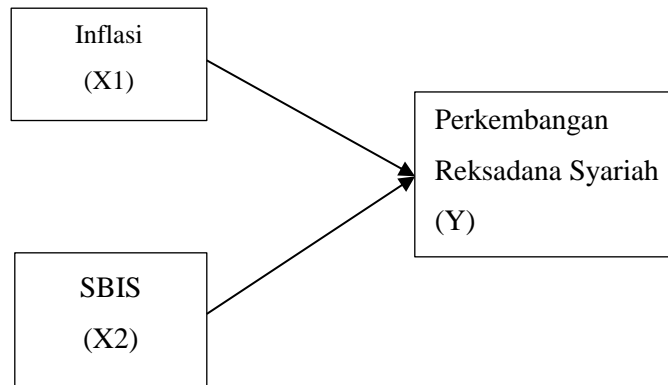 Inflasi
(X1)
Perkembangan
Reksadana Syariah
(Y)
SBIS
(X2)